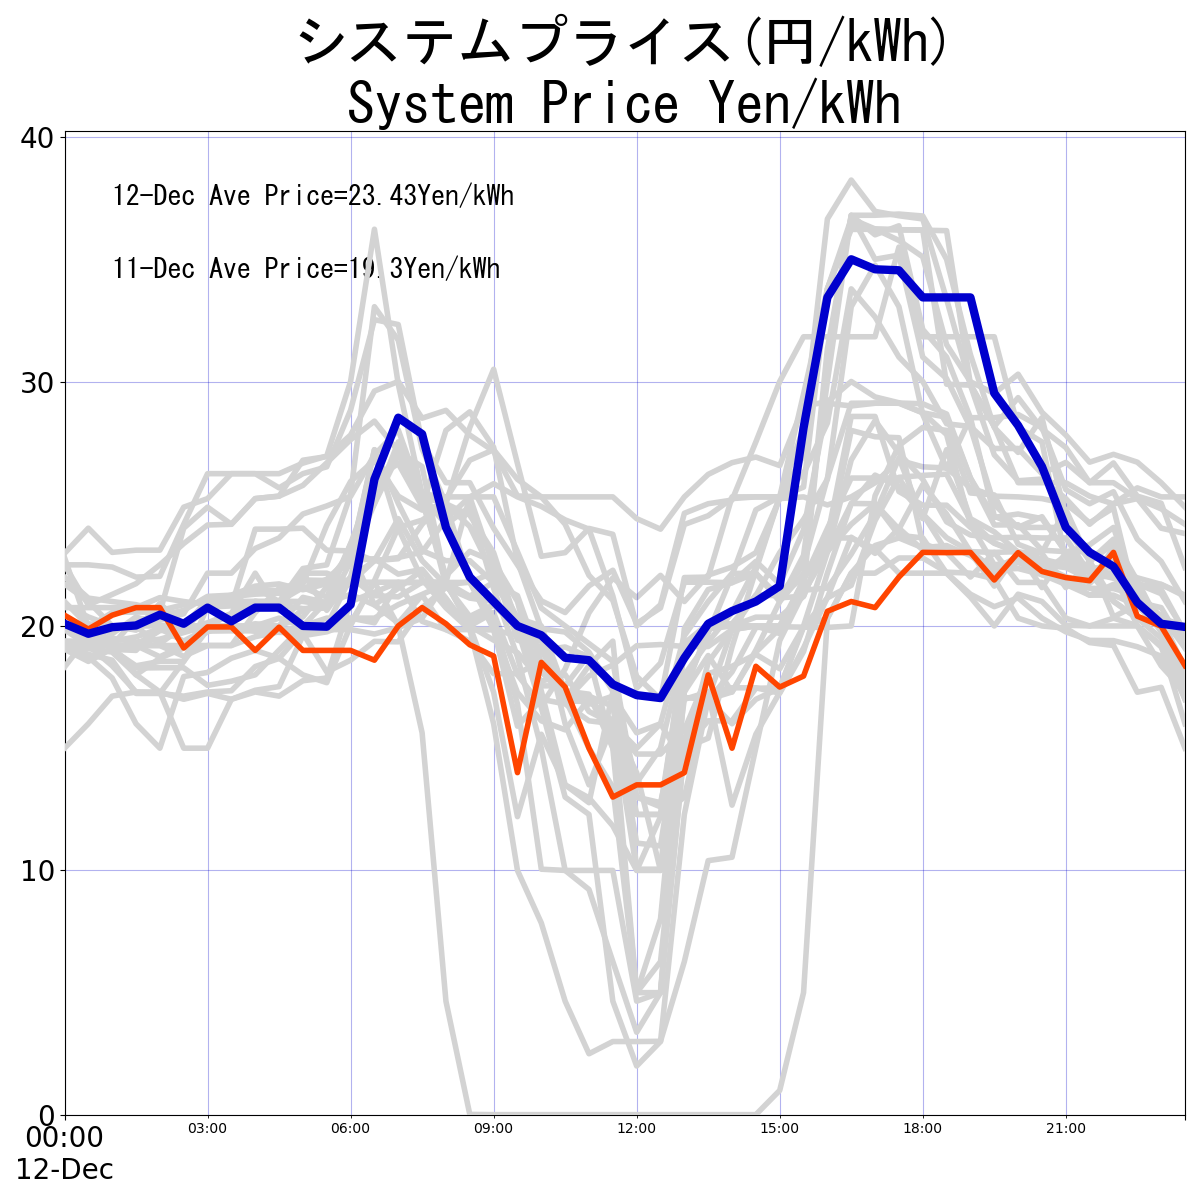 システムプライス(円/kWh)
System Price Yen/kWh
40
12-Dec Ave Price=23.43Yen/kWh
11-Dec Ave Price=19.3Yen/kWh
30
20
10
0
00:00 03:00 06:00 09:00 12:00 15:00 18:00 21:00
12-Dec